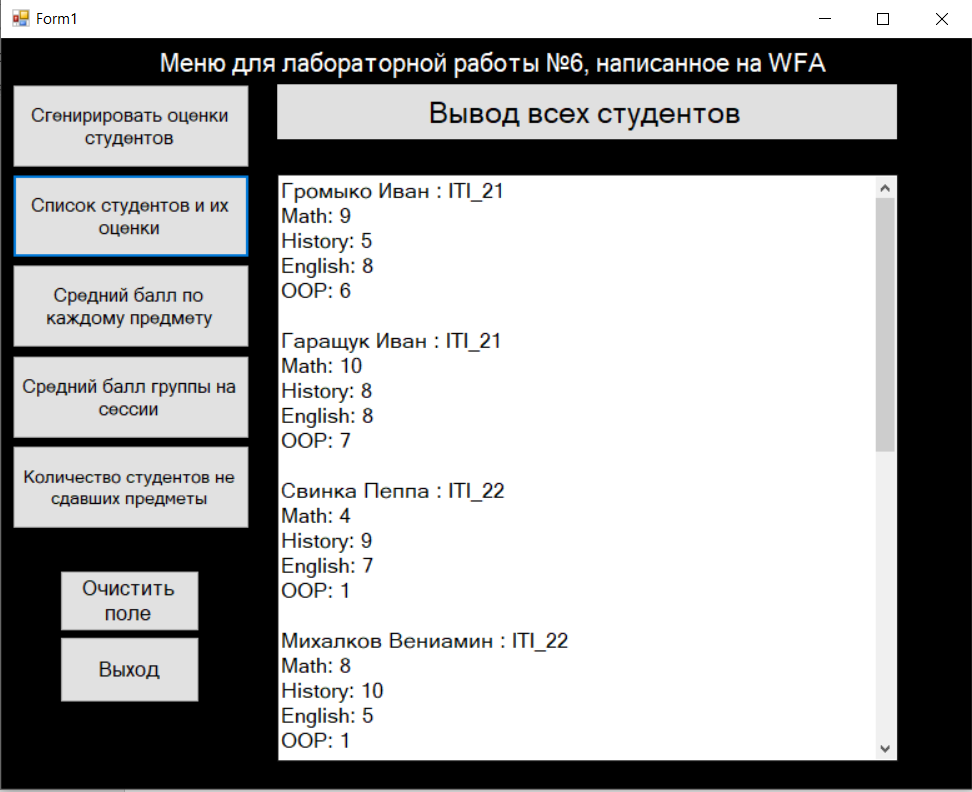 Form1
Меню для лабораторной работы №6, написанное на WFA
Сгенирировать оценки
студентов
Список студентов и их
оценки
Средний балл по
каждому предмету
Средний балл группы на
сессии
Количество студентов не
сдавших предметы
Очистить
поле
Выход
Вывод всех студентов
Громыко Иван : ITI_21
Math: 9
History: 5
English: 8
OOP: 6
Гаращук Иван : ITI_21
Math: 10
History: 8
English: 8
OOP: 7
Свинка Пеппа : ITI_22
Math: 4
History: 9
English: 7
OOP: 1
Михалков Вениамин : ITI_22
Math: 8
History: 10
English: 5
OOP: 1